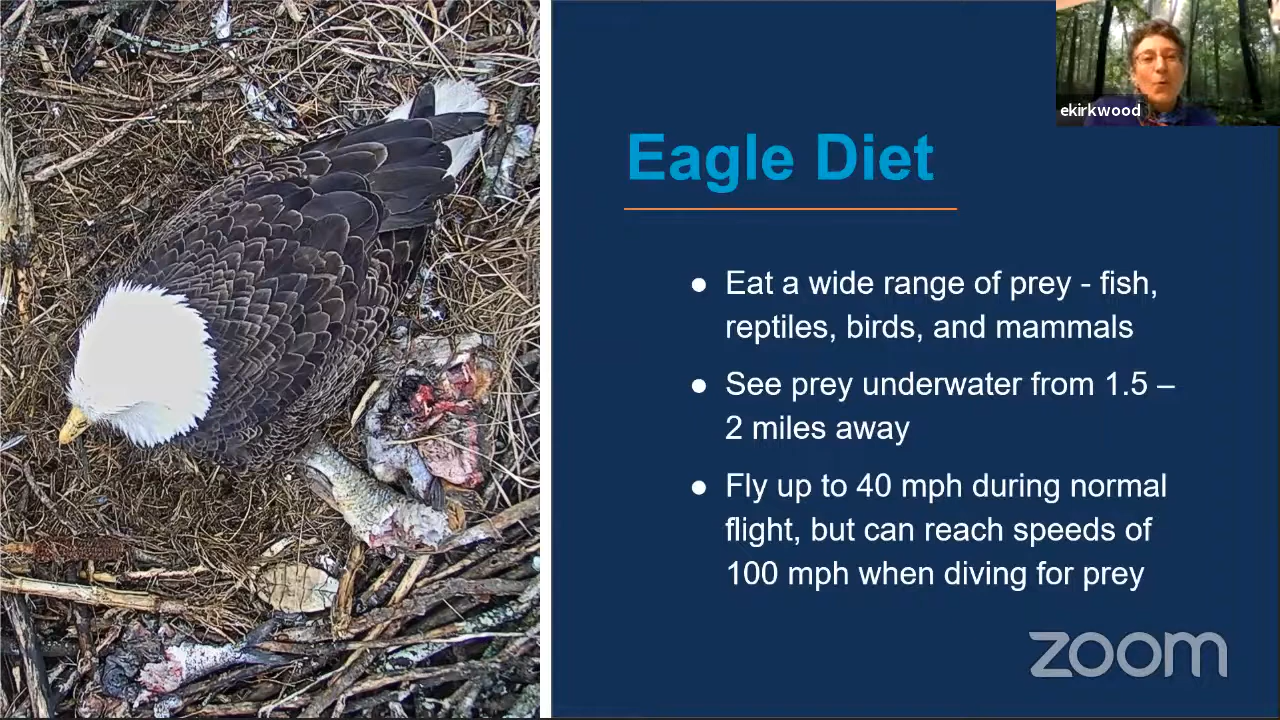 ekirkwood
Eagle Diet
● Eat a wide range of prey - fish,
reptiles, birds, and mammals
● See prey underwater from 1.5 –
2 miles away
● Fly up to 40 mph during normal
flight, but can reach speeds of
100 mph when diving for prey
zoom